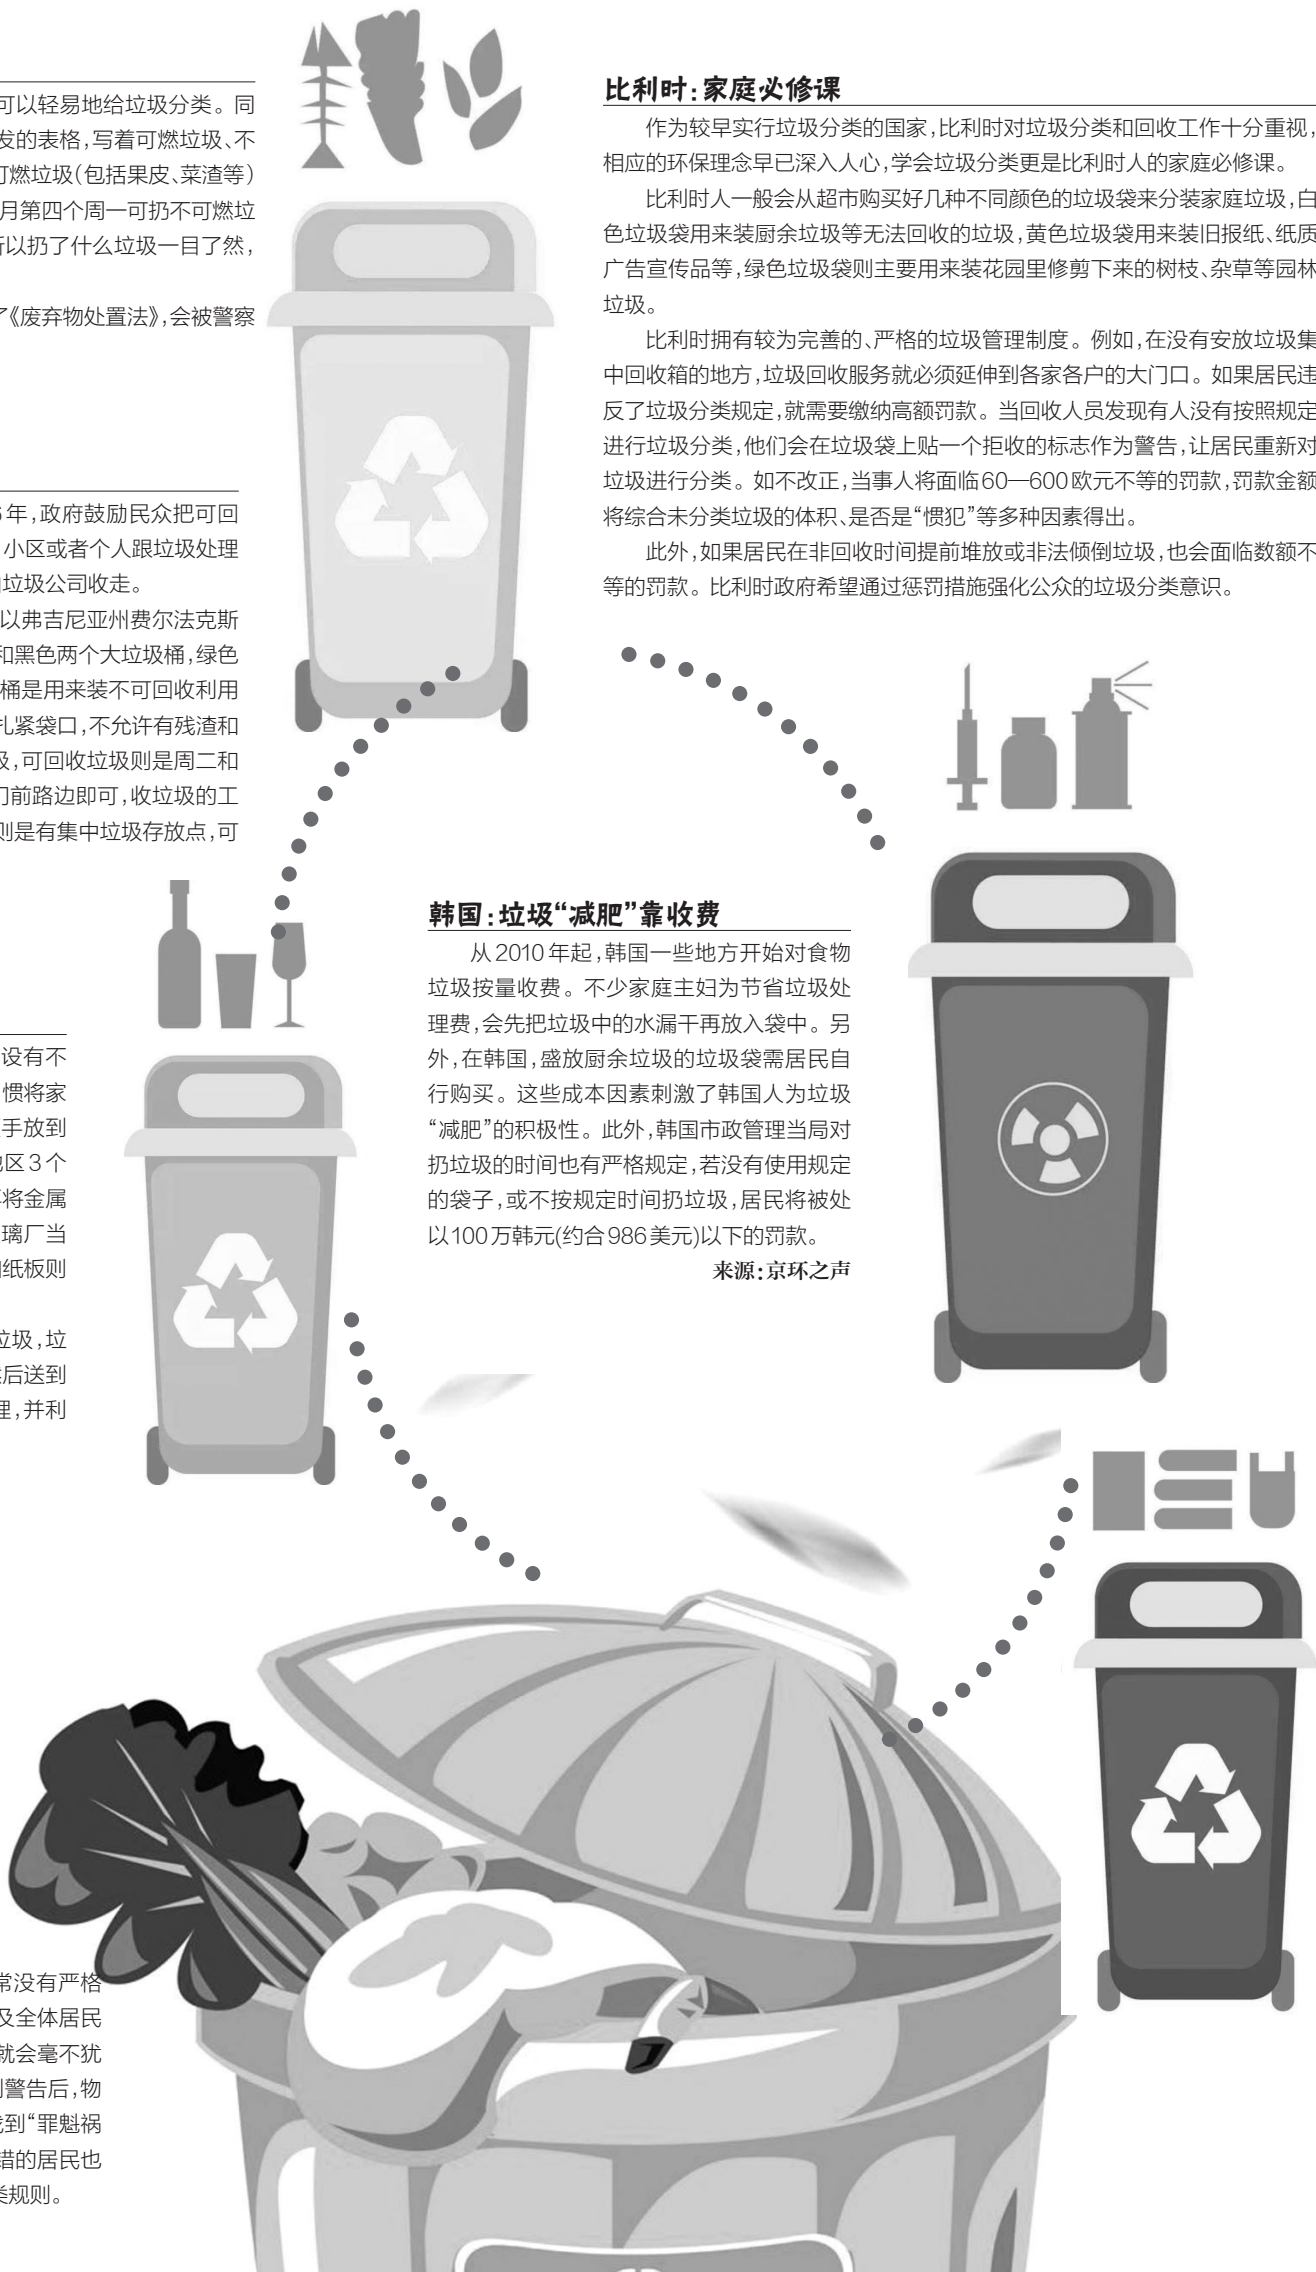 可以轻易地给垃圾分类。同
发的表格,写着可燃垃圾、不
可燃垃圾(包括果皮、菜渣等)
月第四个周一可扔不可燃垃
所以扔了什么垃圾一目了然,
了《废弃物处置法》,会被警察
年,政府鼓励民众把可回
小区或者个人跟垃圾处理
垃圾公司收走。
以弗吉尼亚州费尔法克斯
和黑色两个大垃圾桶,绿色
桶是用来装不可回收利用
扎紧袋口,不允许有残渣和
圾,可回收垃圾则是周二和
门前路边即可,收垃圾的工
则是有集中垃圾存放点,可
设有不
惯将家
手放到
地区3个
将金属
璃厂当
纸板则
垃圾,垃
然后送到
理,并利
常没有严格
及全体居民
就会毫不犹
到警告后,物
找到“罪魁祸
错的居民也
类规则。
比利时:家庭必修课
作为较早实行垃圾分类的国家,比利时对垃圾分类和回收工作十分重视,
相应的环保理念早已深入人心,学会垃圾分类更是比利时人的家庭必修课。
比利时人一般会从超市购买好几种不同颜色的垃圾袋来分装家庭垃圾,白
色垃圾袋用来装厨余垃圾等无法回收的垃圾,黄色垃圾袋用来装旧报纸、纸质
广告宣传品等,绿色垃圾袋则主要用来装花园里修剪下来的树枝、杂草等园林
垃圾。
比利时拥有较为完善的、严格的垃圾管理制度。例如,在没有安放垃圾集
中回收箱的地方,垃圾回收服务就必须延伸到各家各户的大门口。如果居民违
反了垃圾分类规定,就需要缴纳高额罚款。当回收人员发现有人没有按照规定
进行垃圾分类,他们会在垃圾袋上贴一个拒收的标志作为警告,让居民重新对
垃圾进行分类。如不改正,当事人将面临60—600欧元不等的罚款,罚款金额
将综合未分类垃圾的体积、是否是“惯犯”等多种因素得出。
此外,如果居民在非回收时间提前堆放或非法倾倒垃圾,也会面临数额不
等的罚款。比利时政府希望通过惩罚措施强化公众的垃圾分类意识。
韩国:垃圾“减肥”靠收费
从2010年起,韩国一些地方开始对食物
垃圾按量收费。不少家庭主妇为节省垃圾处
理费,会先把垃圾中的水漏干再放入袋中。另
外,在韩国,盛放厨余垃圾的垃圾袋需居民自
行购买。这些成本因素刺激了韩国人为垃圾
“减肥”的积极性。此外,韩国市政管理当局对
扔垃圾的时间也有严格规定,若没有使用规定
的袋子,或不按规定时间扔垃圾,居民将被处
以100万韩元(约合986美元)以下的罚款。
来源:京环之声